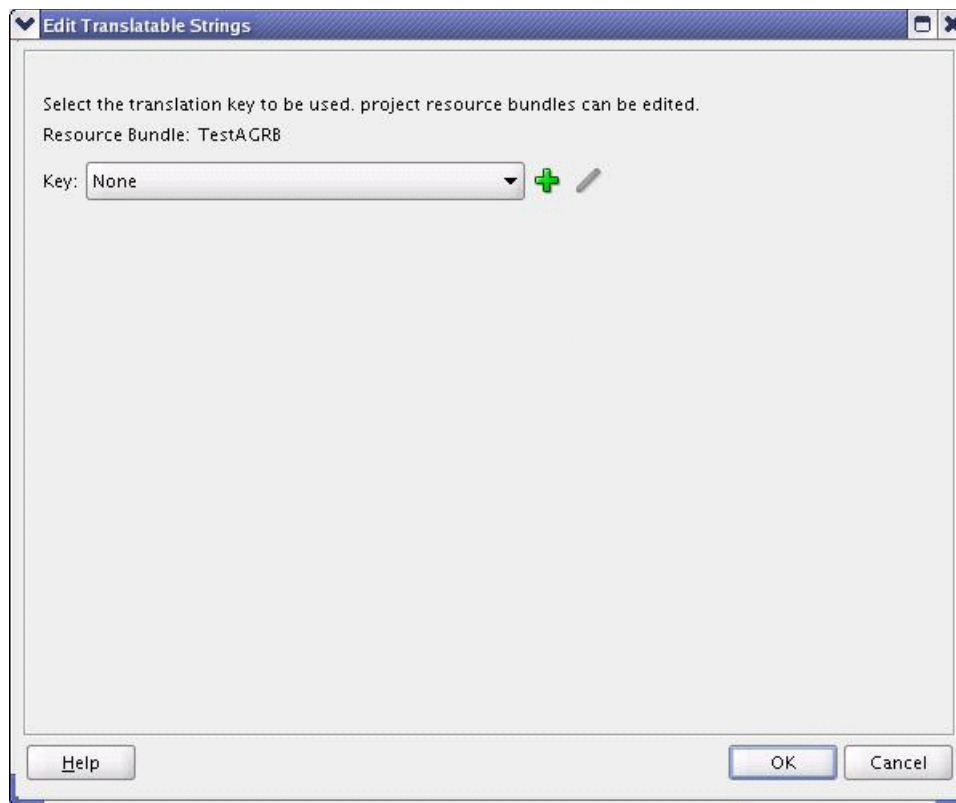 Edit Translatable Strings
Select the translation key to be used. project resource bundles can be edited.
Resource Bundle: TestAGRB
Key: None
Help
OK
Cancel